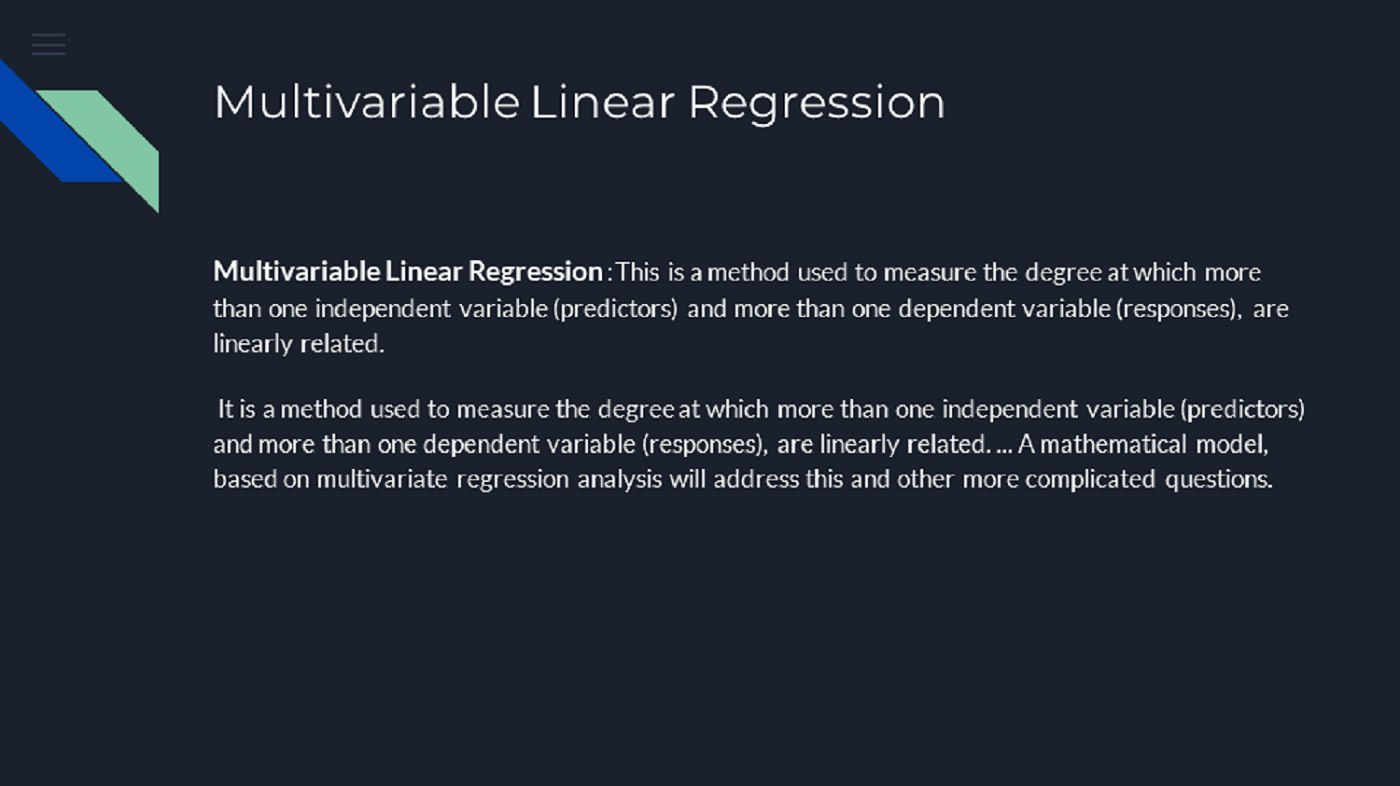 Multivariable Linear Regression
Multivariable Linear Regression : This is a method used to measure the degree at which more
than one independent variable (predictors) and more than one dependent variable (responses), are
linearly related.
It is a method used to measure the degree at which more than one independent variable (predictors)
and more than one dependent variable (responses), are linearly related. ... A mathematical model,
based on multivariate regression analysis will address this and other more complicated questions.